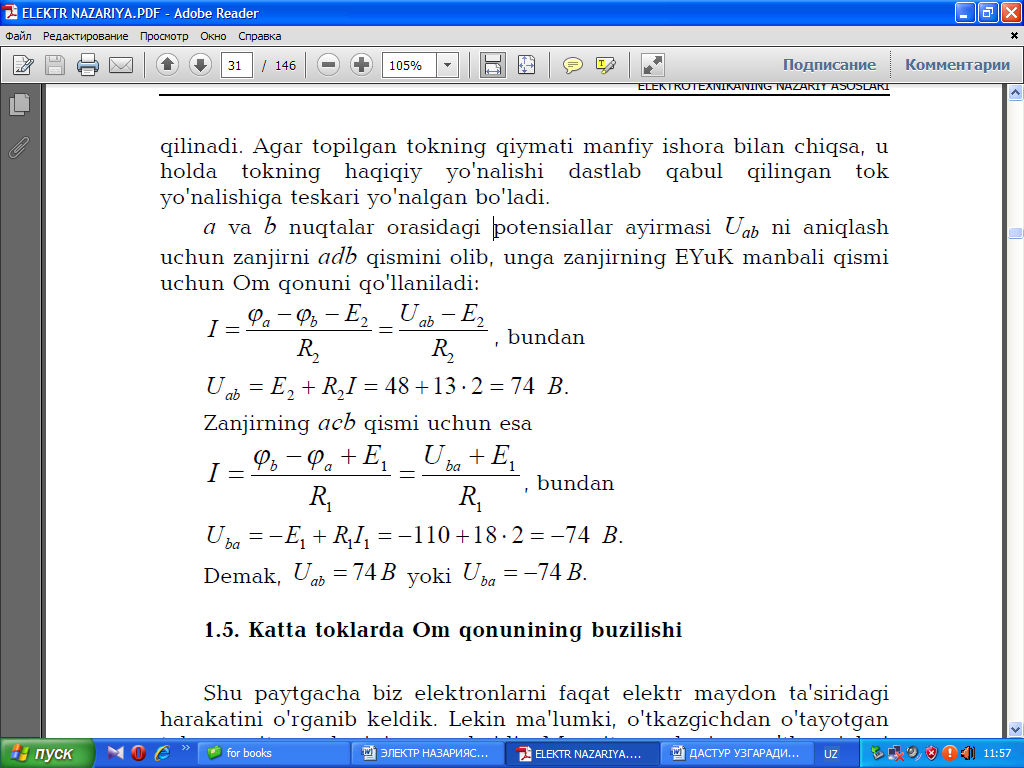 ELEKTR NAZARIYA.PDF - Adobe Reader
Файл Редактирование Просмотр Окно Справка
31 / 146 105% Подписание Комментарии
ELEKTROTEXNIKANING NAZARIY ASOSLARI
qilinadi. Agar topilgan tokning qiymati manfiy ishora bilan chiqsa, u
holda tokning haqiqiy yo'nalishi dastlab qabul qilingan tok
yo'nalishiga teskari yo'nalgan bo'ladi.
a va b nuqtalar orasidagi potensiallar ayirmasi U_ab ni aniqlash
uchun zanjirni adb qismini olib, unga zanjirning EYuK manbali qismi
uchun Om qonuni qo'llaniladi:
I = (φ_a − φ_b − E_2) / R_2 = (U_ab − E_2) / R_2 , bundan
U_ab = E_2 + R_2 I = 48 + 13 · 2 = 74 B.
Zanjirning acb qismi uchun esa
I = (φ_b − φ_a + E_1) / R_1 = (U_ba + E_1) / R_1 , bundan
U_ba = −E_1 + R_1 I_1 = −110 + 18 · 2 = −74 B.
Demak, U_ab = 74 B yoki U_ba = −74 B.
1.5. Katta toklarda Om qonunining buzilishi
Shu paytgacha biz elektronlarni faqat elektr maydon ta'siridagi
harakatini o'rganib keldik. Lekin ma'lumki, o'tkazgichdan o'tayotgan
пуск for books ЭЛЕКТР НАЗАРИЯС... ELEKTR NAZARIYA.... ДАСТУР УЗГАРАДИ... UZ 11:57